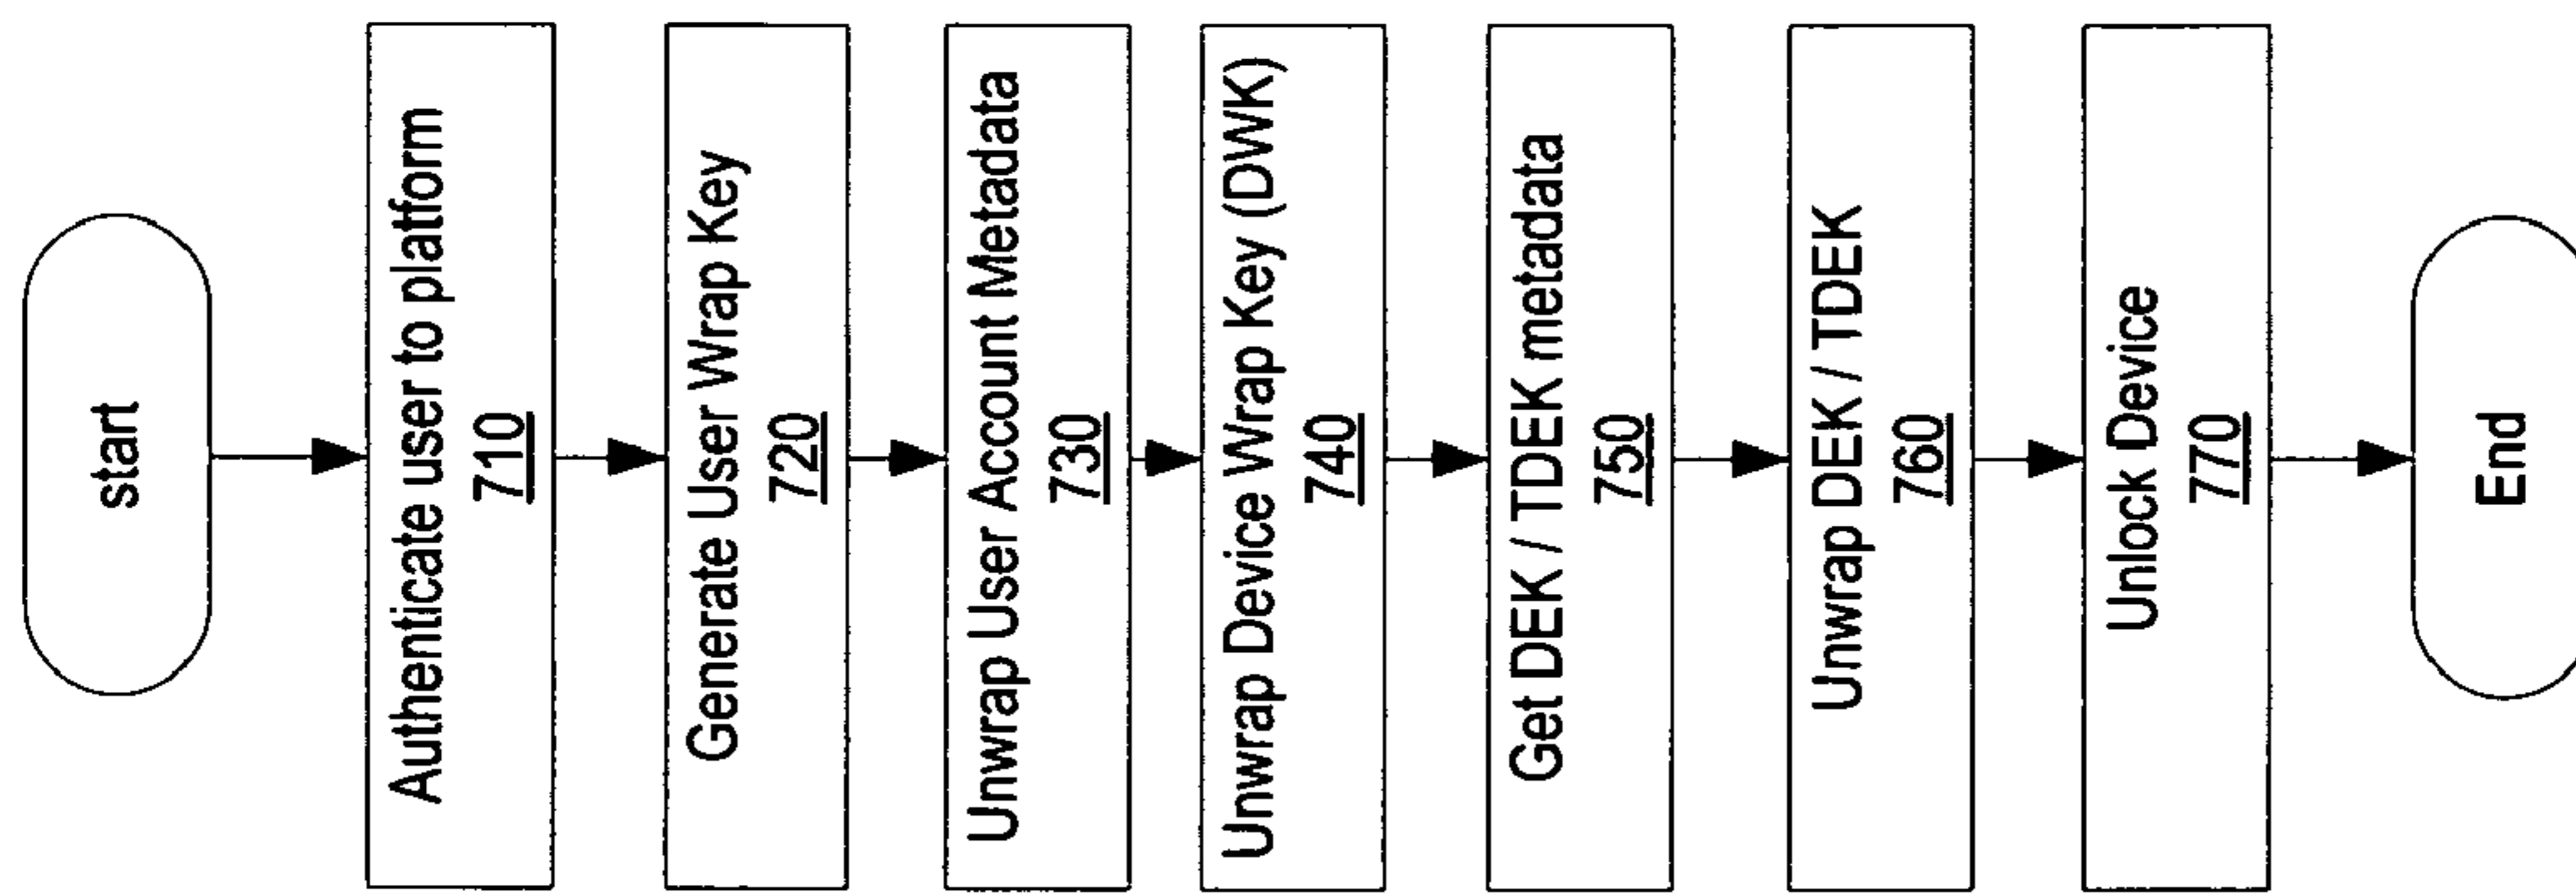 start
Authenticate user to platform
710
Generate User Wrap Key
720
Unwrap User Account Metadata
730
Unwrap Device Wrap Key (DWK)
740
Get DEK / TDEK metadata
750
Unwrap DEK / TDEK
760
Unlock Device
770
End